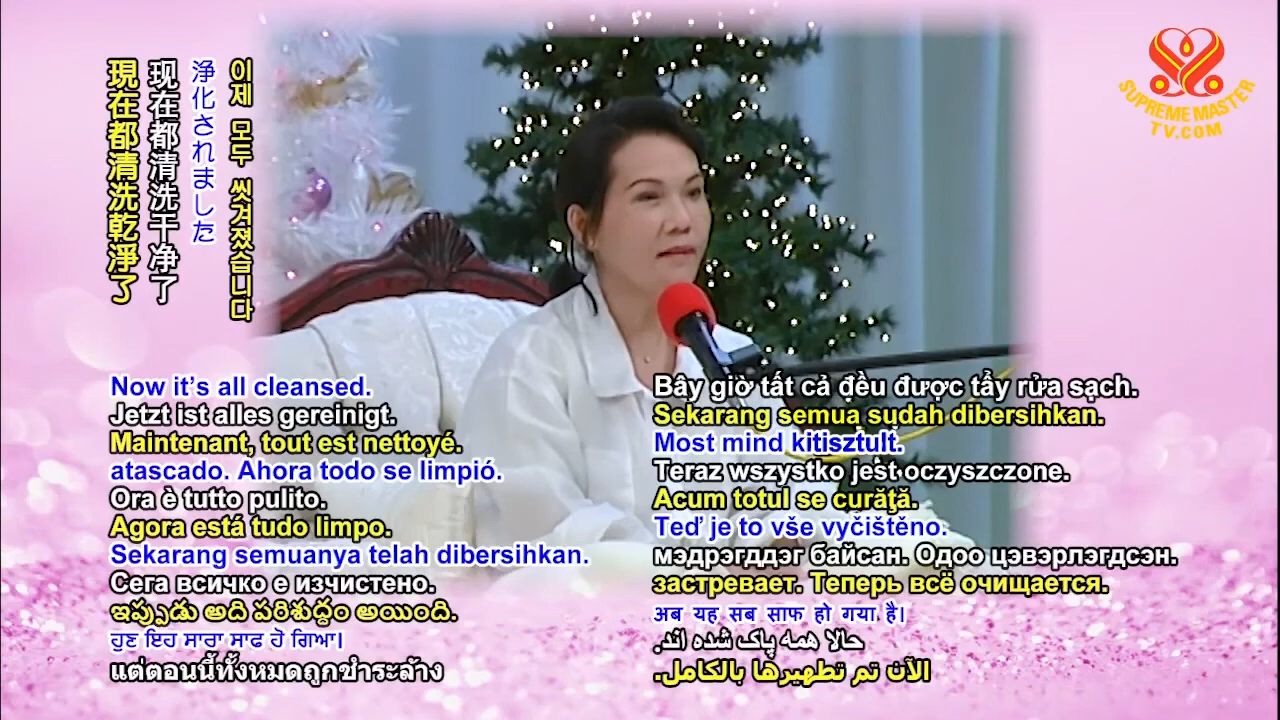 現在都清洗乾淨了
现在都清洗干净了
浄化されました
이제 모두 씻겨졌습니다
SUPREME MASTER
TV.COM
Now it’s all cleansed.
Jetzt ist alles gereinigt.
Maintenant, tout est nettoyé.
atascado. Ahora todo se limpió.
Ora è tutto pulito.
Agora está tudo limpo.
Sekarang semuanya telah dibersihkan.
Сега всичко е изчистено.
ఇప్పుడు అది పరిశుద్ధం అయింది.
ਹੁਣ ਇਹ ਸਾਰਾ ਸਾਫ ਹੋ ਗਿਆ।
แต่ตอนนี้ทั้งหมดถูกชำระล้าง
Bây giờ tất cả đều được tẩy rửa sạch.
Sekarang semua sudah dibersihkan.
Most mind kitisztult.
Teraz wszystko jest oczyszczone.
Acum totul se curăţă.
Teď je to vše vyčištěno.
мэдрэгддэг байсан. Одоо цэвэрлэгдсэн.
застревает. Теперь всё очищается.
अब यह सब साफ हो गया है।
حالا همه پاک شده اند.
الآن تم تطهيرها بالكامل.